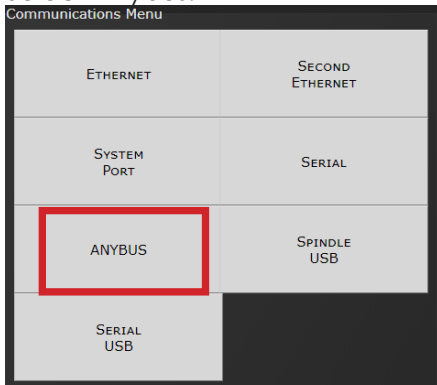 Communications Menu
ETHERNET
SECOND
ETHERNET
SYSTEM
PORT
SERIAL
ANYBUS
SPINDLE
USB
SERIAL
USB